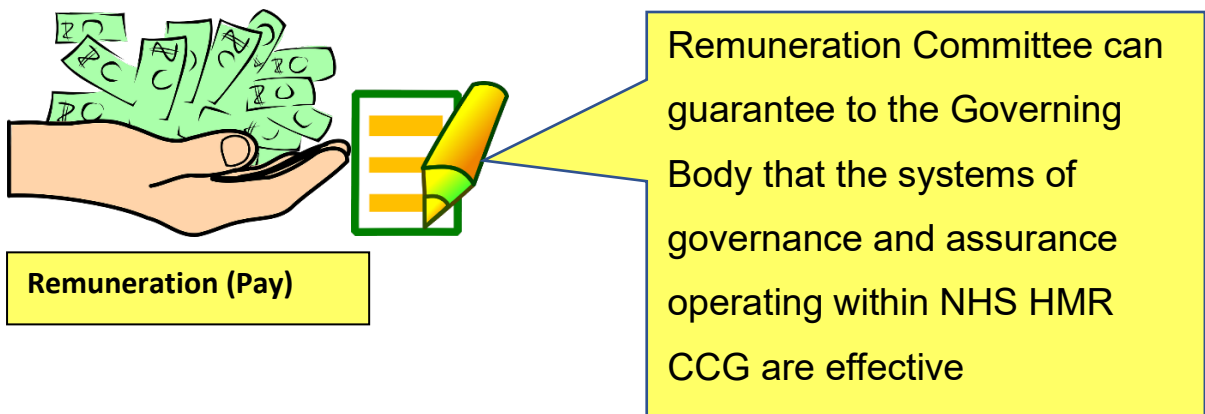 Remuneration (Pay)
Remuneration Committee can
guarantee to the Governing
Body that the systems of
governance and assurance
operating within NHS HMR
CCG are effective